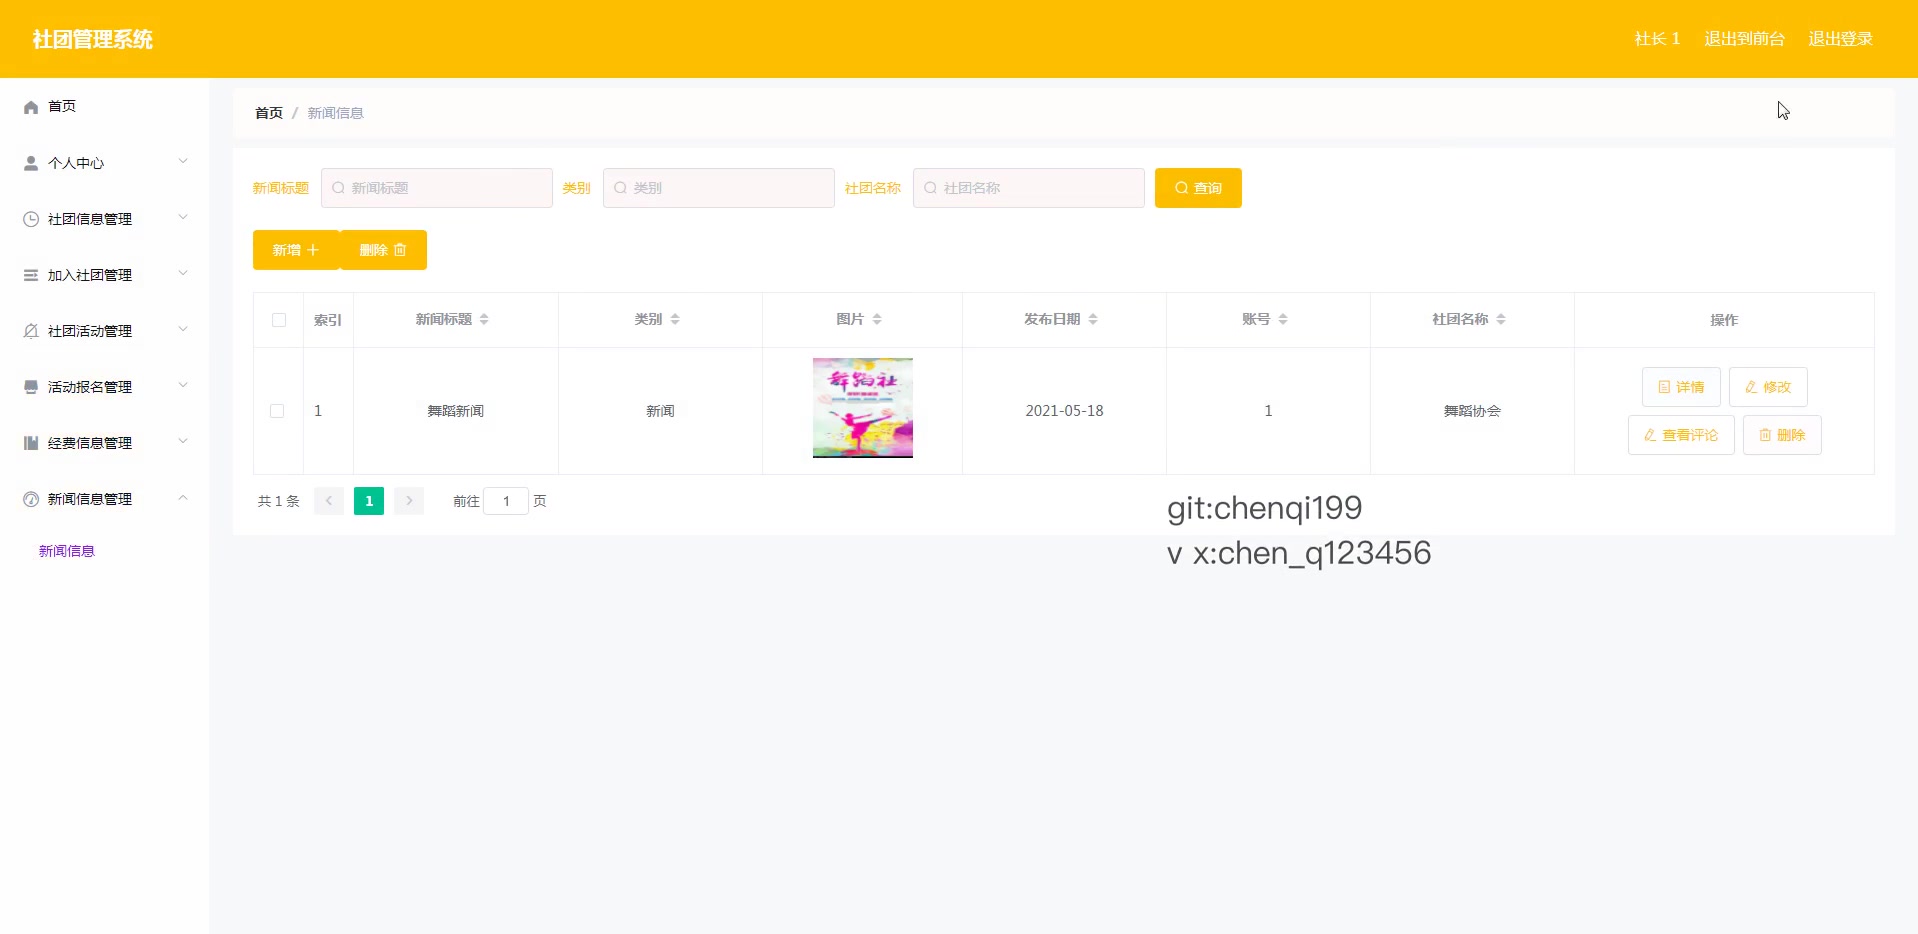 社团管理系统
社长 1 退出到前台 退出登录
首页
个人中心
社团信息管理
加入社团管理
社团活动管理
活动报名管理
经费信息管理
新闻信息管理
新闻信息
首页 / 新闻信息
新闻标题 新闻标题 类别 类别 社团名称 社团名称 查询
新增 删除
索引 新闻标题 类别 图片 发布日期 账号 社团名称 操作
1 舞蹈新闻 新闻 2021-05-18 1 舞蹈协会
舞蹈社
详情 修改
查看评论 删除
共 1 条 1 前往 1 页
git:chenqi199
v x:chen_q123456